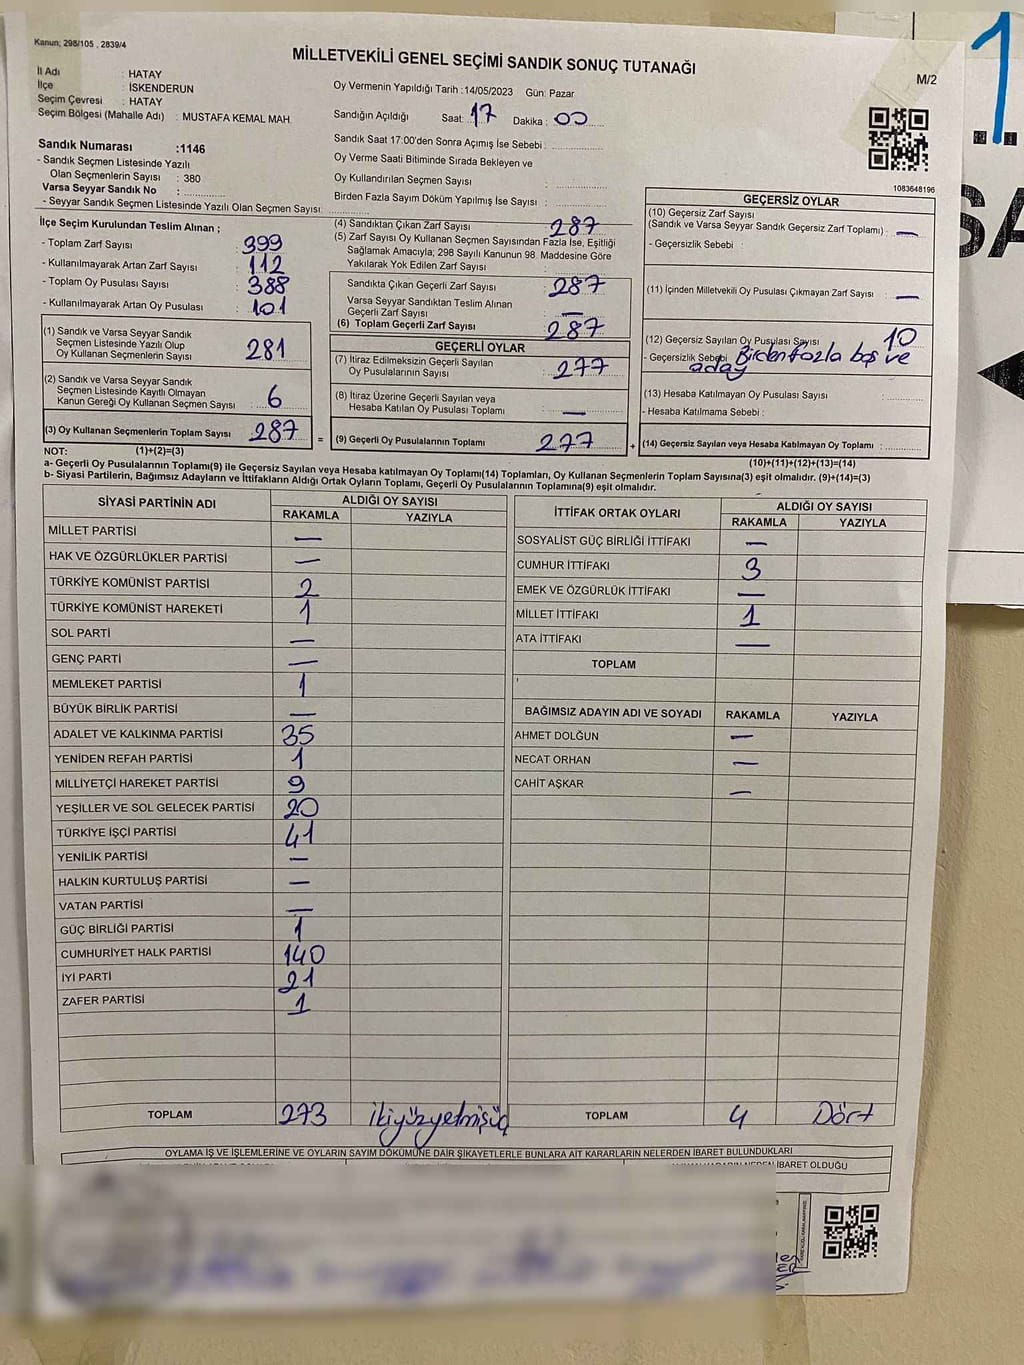 Kanun; 298/105 , 2839/4
MİLLETVEKİLİ GENEL SEÇİMİ SANDIK SONUÇ TUTANAĞI
M/2
İl Adı : HATAY
İlçe : İSKENDERUN
Seçim Çevresi : HATAY
Seçim Bölgesi (Mahalle Adı) : MUSTAFA KEMAL MAH.
Sandık Numarası :1146
- Sandık Seçmen Listesinde Yazılı
Olan Seçmenlerin Sayısı : 380
Varsa Seyyar Sandık No :
- Seyyar Sandık Seçmen Listesinde Yazılı Olan Seçmen Sayısı:
Oy Vermenin Yapıldığı Tarih :14/05/2023 Gün: Pazar
Sandığın Açıldığı Saat: 17 Dakika : 00
Sandık Saat 17:00'den Sonra Açımış İse Sebebi :
Oy Verme Saati Bitiminde Sırada Bekleyen ve
Oy Kullandırılan Seçmen Sayısı :
Birden Fazla Sayım Döküm Yapılmış İse Sayısı :
1083648196
İlçe Seçim Kurulundan Teslim Alınan ;
- Toplam Zarf Sayısı : 399
- Kullanılmayarak Artan Zarf Sayısı : 112
- Toplam Oy Pusulası Sayısı : 388
- Kullanılmayarak Artan Oy Pusulası : 101
(1) Sandık ve Varsa Seyyar Sandık
Seçmen Listesinde Yazılı Olup
Oy Kullanan Seçmenlerin Sayısı : 281
(2) Sandık ve Varsa Seyyar Sandık
Seçmen Listesinde Kayıtlı Olmayan
Kanun Gereği Oy Kullanan Seçmen Sayısı : 6
(3) Oy Kullanan Seçmenlerin Toplam Sayısı : 287
(4) Sandıktan Çıkan Zarf Sayısı : 287
(5) Zarf Sayısı Oy Kullanan Seçmen Sayısından Fazla İse, Eşitliği
Sağlamak Amacıyla, 298 Sayılı Kanunun 98. Maddesine Göre
Yakılarak Yok Edilen Zarf Sayısı :
Sandıkta Çıkan Geçerli Zarf Sayısı : 287
Varsa Seyyar Sandıktan Teslim Alınan
Geçerli Zarf Sayısı : —
(6) Toplam Geçerli Zarf Sayısı : 287
GEÇERLİ OYLAR
(7) İtiraz Edilmeksizin Geçerli Sayılan
Oy Pusulalarının Sayısı : 277
(8) İtiraz Üzerine Geçerli Sayılan veya
Hesaba Katılan Oy Pusulası Toplamı : —
= (9) Geçerli Oy Pusulalarının Toplamı : 277
GEÇERSİZ OYLAR
(10) Geçersiz Zarf Sayısı
(Sandık ve Varsa Seyyar Sandık Geçersiz Zarf Toplamı) : —
- Geçersizlik Sebebi :
(11) İçinden Milletvekili Oy Pusulası Çıkmayan Zarf Sayısı : —
(12) Geçersiz Sayılan Oy Pusulası Sayısı 10
- Geçersizlik Sebebi Birden fazla baş ve
aday
(13) Hesaba Katılmayan Oy Pusulası Sayısı :
- Hesaba Katılmama Sebebi :
+ (14) Geçersiz Sayılan veya Hesaba Katılmayan Oy Toplamı :
NOT: (1)+(2)=(3)
(10)+(11)+(12)+(13)=(14)
a- Geçerli Oy Pusulalarının Toplamı(9) ile Geçersiz Sayılan veya Hesaba katılmayan Oy Toplamı(14) Toplamları, Oy Kullanan Seçmenlerin Toplam Sayısına(3) eşit olmalıdır. (9)+(14)=(3)
b- Siyasi Partilerin, Bağımsız Adayların ve İttifakların Aldığı Ortak Oyların Toplamı, Geçerli Oy Pusulalarının Toplamına(9) eşit olmalıdır.
SİYASİ PARTİNİN ADI ALDIĞI OY SAYISI
RAKAMLA YAZIYLA
MİLLET PARTİSİ —
HAK VE ÖZGÜRLÜKLER PARTİSİ —
TÜRKİYE KOMÜNİST PARTİSİ 2
TÜRKİYE KOMÜNİST HAREKETİ 1
SOL PARTİ —
GENÇ PARTİ —
MEMLEKET PARTİSİ 1
BÜYÜK BİRLİK PARTİSİ —
ADALET VE KALKINMA PARTİSİ 35
YENİDEN REFAH PARTİSİ 1
MİLLİYETÇİ HAREKET PARTİSİ 9
YEŞİLLER VE SOL GELECEK PARTİSİ 20
TÜRKİYE İŞÇİ PARTİSİ 41
YENİLİK PARTİSİ —
HALKIN KURTULUŞ PARTİSİ —
VATAN PARTİSİ —
GÜÇ BİRLİĞİ PARTİSİ 1
CUMHURİYET HALK PARTİSİ 140
İYİ PARTİ 21
ZAFER PARTİSİ 1
TOPLAM 273 ikiyüzyetmişüç
İTTİFAK ORTAK OYLARI ALDIĞI OY SAYISI
RAKAMLA YAZIYLA
SOSYALİST GÜÇ BİRLİĞİ İTTİFAKI —
CUMHUR İTTİFAKI 3
EMEK VE ÖZGÜRLÜK İTTİFAKI —
MİLLET İTTİFAKI 1
ATA İTTİFAKI —
TOPLAM
BAĞIMSIZ ADAYIN ADI VE SOYADI RAKAMLA YAZIYLA
AHMET DOLĞUN —
NECAT ORHAN —
CAHİT AŞKAR —
TOPLAM 4 Dört
OYLAMA İŞ VE İŞLEMLERİNE VE OYLARIN SAYIM DÖKÜMÜNE DAİR ŞİKAYETLERLE BUNLARA AİT KARARLARIN NELERDEN İBARET BULUNDUKLARI
İBARET OLDUĞU
1
SA